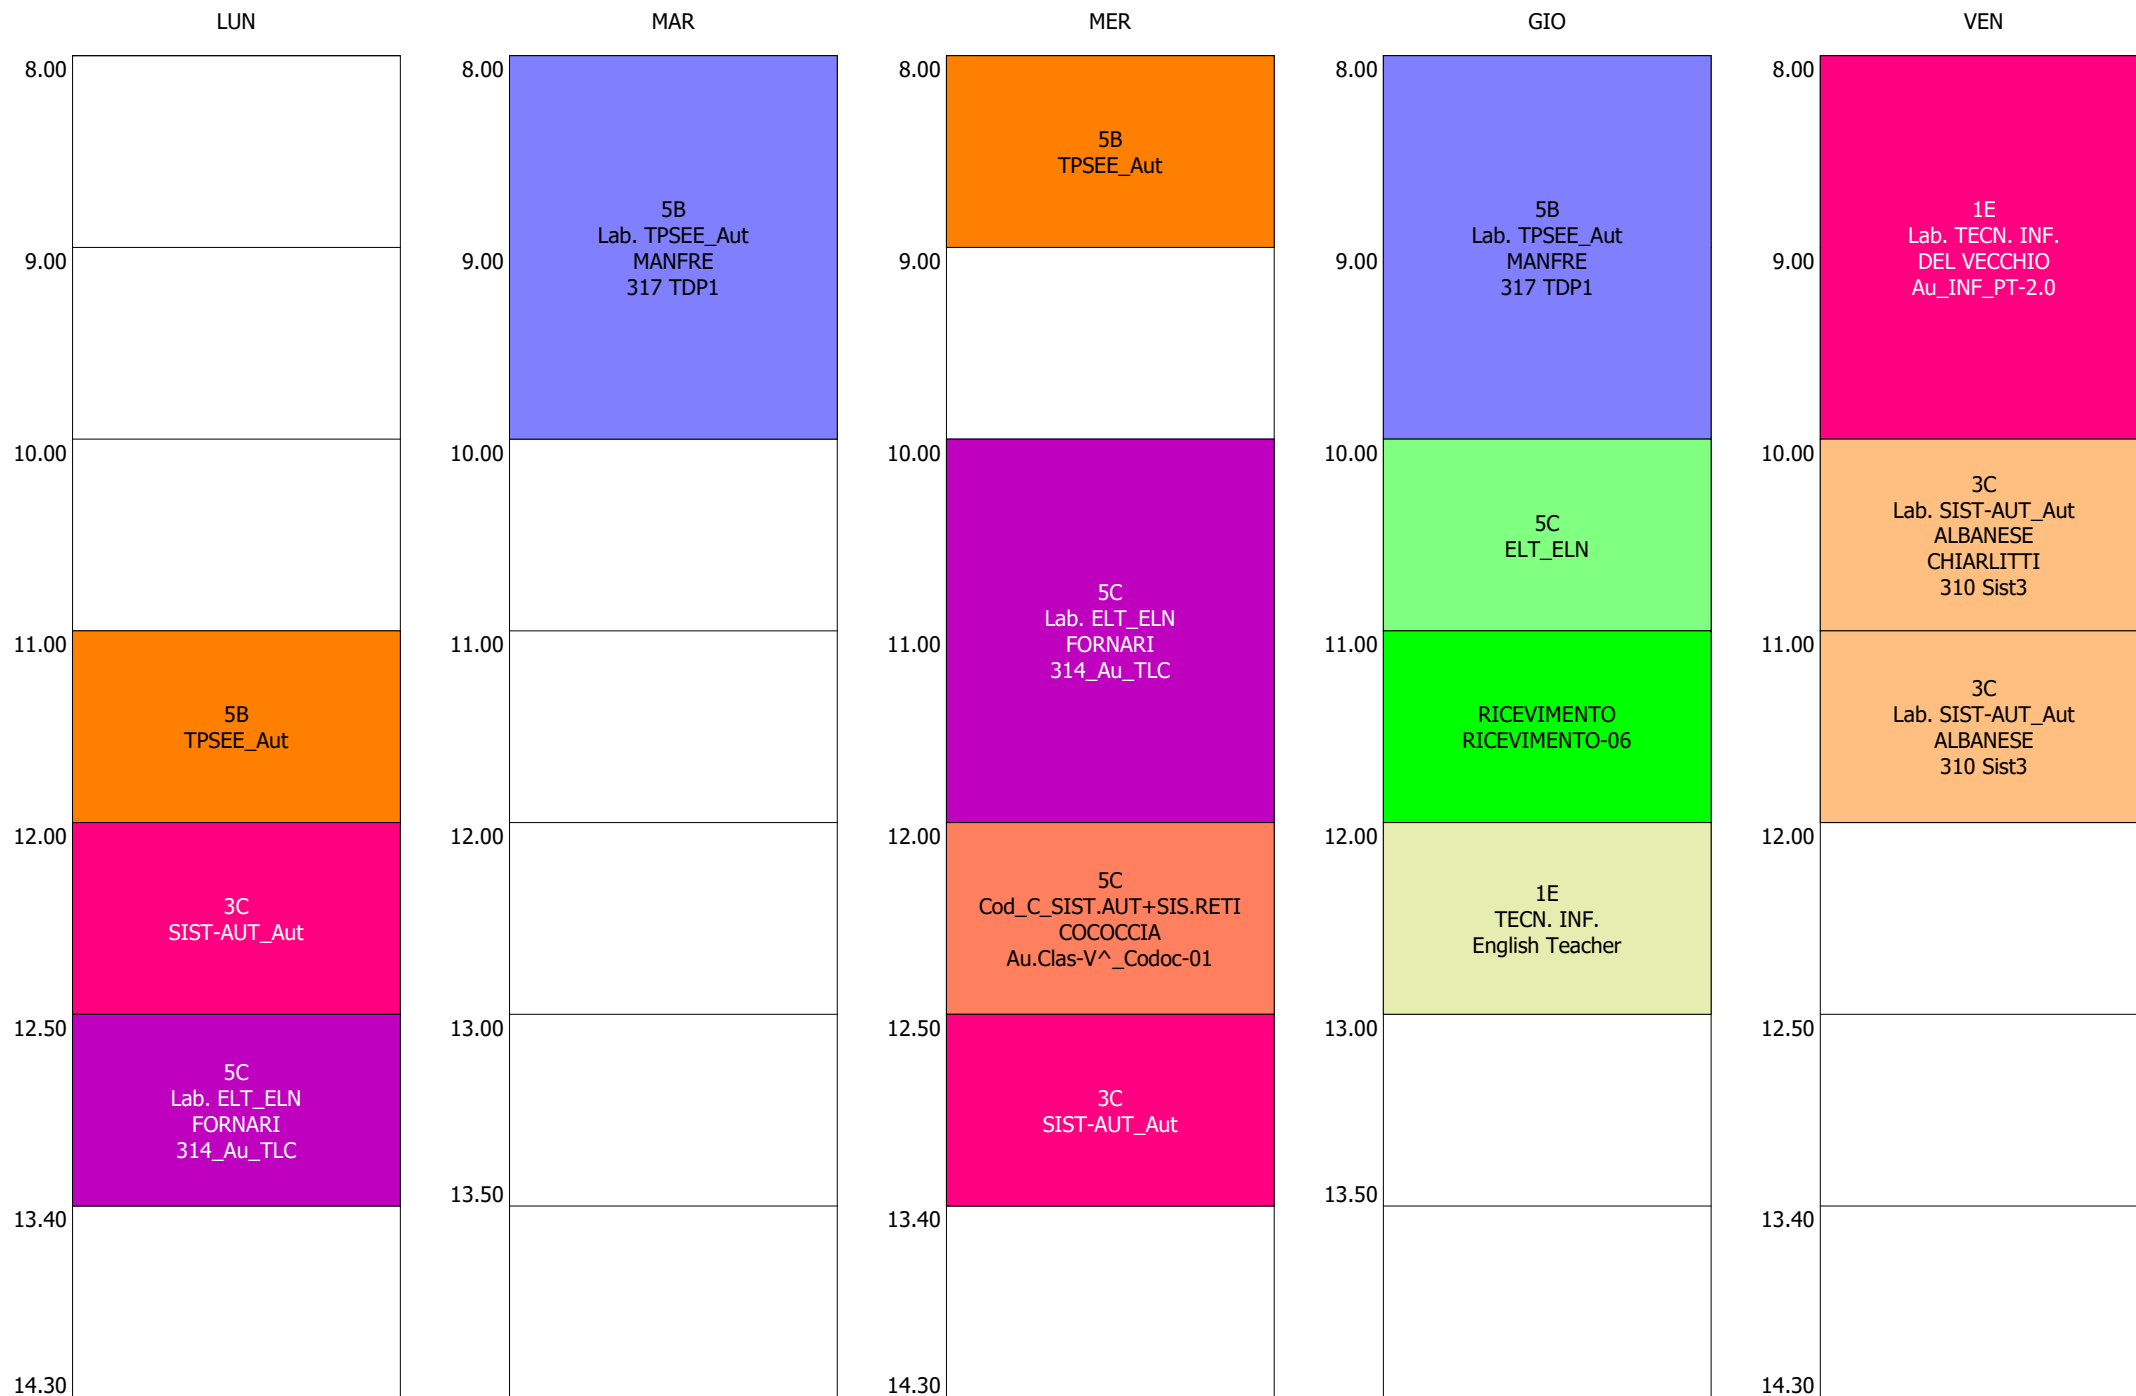 LUN
MAR
MER
GIO
VEN
8.00
9.00
10.00
11.00
5B
TPSEE_Aut
12.00
3C
SIST-AUT_Aut
12.50
5C
Lab. ELT_ELN
FORNARI
314_Au_TLC
13.40
14.30
8.00
5B
Lab. TPSEE_Aut
MANFRE
317 TDP1
9.00
10.00
11.00
12.00
13.00
13.50
8.00
5B
TPSEE_Aut
9.00
10.00
5C
Lab. ELT_ELN
FORNARI
314_Au_TLC
11.00
12.00
5C
Cod_C_SIST.AUT+SIS.RETI
COCOCCIA
Au.Clas-V^_Codoc-01
12.50
3C
SIST-AUT_Aut
13.40
14.30
8.00
5B
Lab. TPSEE_Aut
MANFRE
317 TDP1
9.00
10.00
5C
ELT_ELN
11.00
RICEVIMENTO
RICEVIMENTO-06
12.00
1E
TECN. INF.
English Teacher
13.00
13.50
8.00
1E
Lab. TECN. INF.
DEL VECCHIO
Au_INF_PT-2.0
9.00
10.00
3C
Lab. SIST-AUT_Aut
ALBANESE
CHIARLITTI
310 Sist3
11.00
3C
Lab. SIST-AUT_Aut
ALBANESE
310 Sist3
12.00
12.50
13.40
14.30